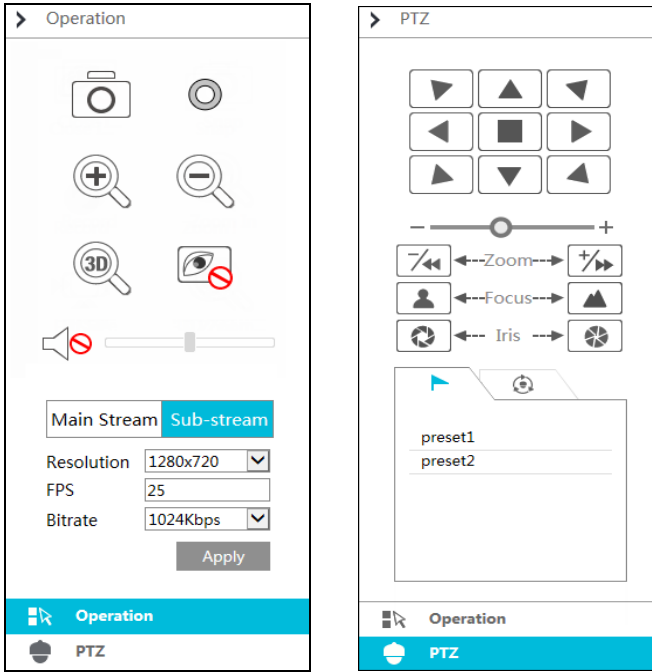 Operation
3D
Main Stream Sub-stream
Resolution 1280x720
FPS 25
Bitrate 1024Kbps
Apply
Operation
PTZ
PTZ
− +
−/◂◂ ◂---Zoom---▸ +/▸▸
◂---Focus---▸
◂--- Iris ---▸
preset1
preset2
Operation
PTZ